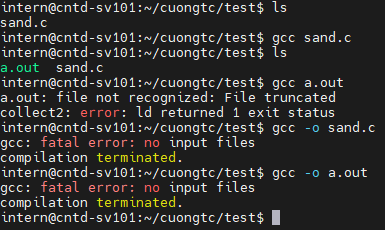 intern@cntd-sv101:~/cuongtc/test$ ls
sand.c
intern@cntd-sv101:~/cuongtc/test$ gcc sand.c
intern@cntd-sv101:~/cuongtc/test$ ls
a.out  sand.c
intern@cntd-sv101:~/cuongtc/test$ gcc a.out
a.out: file not recognized: File truncated
collect2: error: ld returned 1 exit status
intern@cntd-sv101:~/cuongtc/test$ gcc -o sand.c
gcc: fatal error: no input files
compilation terminated.
intern@cntd-sv101:~/cuongtc/test$ gcc -o a.out
gcc: fatal error: no input files
compilation terminated.
intern@cntd-sv101:~/cuongtc/test$